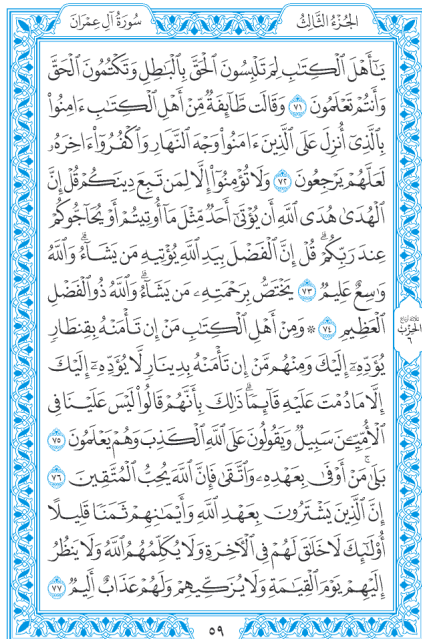 الجُزْءُ الثَّالِثُ
سُورَةُ آلِ عِمْرَانَ
يَٰٓأَهۡلَ ٱلۡكِتَٰبِ لِمَ تَلۡبِسُونَ ٱلۡحَقَّ بِٱلۡبَٰطِلِ وَتَكۡتُمُونَ ٱلۡحَقَّ
وَأَنتُمۡ تَعۡلَمُونَ ٧١ وَقَالَت طَّآئِفَةٞ مِّنۡ أَهۡلِ ٱلۡكِتَٰبِ ءَامِنُواْ
بِٱلَّذِيٓ أُنزِلَ عَلَى ٱلَّذِينَ ءَامَنُواْ وَجۡهَ ٱلنَّهَارِ وَٱكۡفُرُوٓاْ ءَاخِرَهُۥ
لَعَلَّهُمۡ يَرۡجِعُونَ ٧٢ وَلَا تُؤۡمِنُوٓاْ إِلَّا لِمَن تَبِعَ دِينَكُمۡ قُلۡ إِنَّ
ٱلۡهُدَىٰ هُدَى ٱللَّهِ أَن يُؤۡتَىٰٓ أَحَدٞ مِّثۡلَ مَآ أُوتِيتُمۡ أَوۡ يُحَآجُّوكُمۡ
عِندَ رَبِّكُمۡۗ قُلۡ إِنَّ ٱلۡفَضۡلَ بِيَدِ ٱللَّهِ يُؤۡتِيهِ مَن يَشَآءُۗ وَٱللَّهُ
وَٰسِعٌ عَلِيمٞ ٧٣ يَخۡتَصُّ بِرَحۡمَتِهِۦ مَن يَشَآءُۗ وَٱللَّهُ ذُو ٱلۡفَضۡلِ
ٱلۡعَظِيمِ ٧٤ ۞ وَمِنۡ أَهۡلِ ٱلۡكِتَٰبِ مَنۡ إِن تَأۡمَنۡهُ بِقِنطَارٖ
يُؤَدِّهِۦٓ إِلَيۡكَ وَمِنۡهُم مَّنۡ إِن تَأۡمَنۡهُ بِدِينَارٖ لَّا يُؤَدِّهِۦٓ إِلَيۡكَ
إِلَّا مَا دُمۡتَ عَلَيۡهِ قَآئِمٗاۗ ذَٰلِكَ بِأَنَّهُمۡ قَالُواْ لَيۡسَ عَلَيۡنَا فِي
ٱلۡأُمِّيِّـۧنَ سَبِيلٞ وَيَقُولُونَ عَلَى ٱللَّهِ ٱلۡكَذِبَ وَهُمۡ يَعۡلَمُونَ ٧٥
بَلَىٰۚ مَنۡ أَوۡفَىٰ بِعَهۡدِهِۦ وَٱتَّقَىٰ فَإِنَّ ٱللَّهَ يُحِبُّ ٱلۡمُتَّقِينَ ٧٦
إِنَّ ٱلَّذِينَ يَشۡتَرُونَ بِعَهۡدِ ٱللَّهِ وَأَيۡمَٰنِهِمۡ ثَمَنٗا قَلِيلًا
أُوْلَٰٓئِكَ لَا خَلَٰقَ لَهُمۡ فِي ٱلۡأٓخِرَةِ وَلَا يُكَلِّمُهُمُ ٱللَّهُ وَلَا يَنظُرُ
إِلَيۡهِمۡ يَوۡمَ ٱلۡقِيَٰمَةِ وَلَا يُزَكِّيهِمۡ وَلَهُمۡ عَذَابٌ أَلِيمٞ ٧٧
الحِزْبُ
٦
٥٩